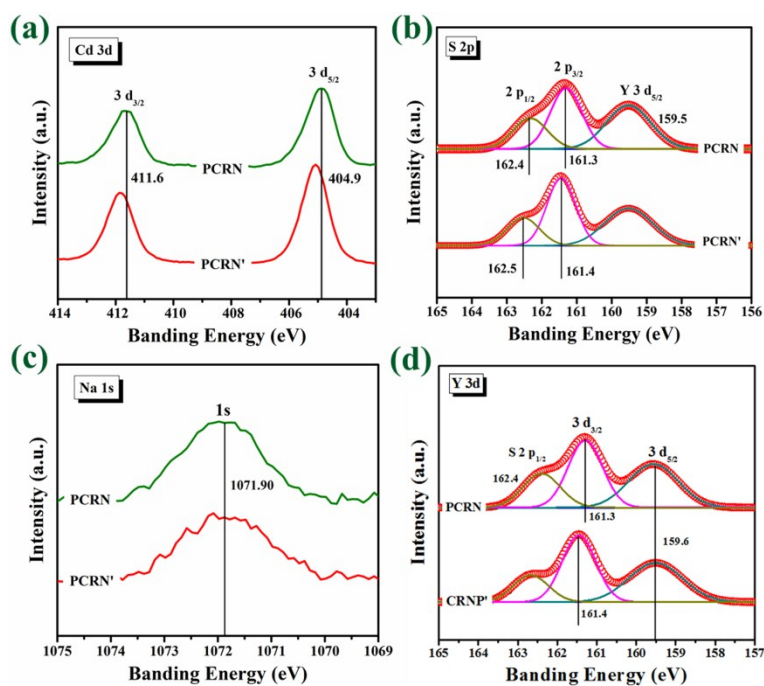 (a)
Cd 3d
3 d3/2
3 d5/2
PCRN
411.6
404.9
PCRN'
Intensity (a.u.)
414 412 410 408 406 404
Banding Energy (eV)
(b)
S 2p
2 p1/2
2 p3/2
Y 3 d5/2
159.5
PCRN
162.4
161.3
PCRN'
162.5
161.4
Intensity (a.u.)
165 164 163 162 161 160 159 158 157 156
Banding Energy (eV)
(c)
Na 1s
1s
PCRN
1071.90
PCRN'
Intensity (a.u.)
1075 1074 1073 1072 1071 1070 1069
Banding Energy (eV)
(d)
Y 3d
S 2 p1/2
3 d3/2
3 d5/2
162.4
PCRN
161.3
159.6
CRNP'
161.4
Intensity (a.u.)
165 164 163 162 161 160 159 158 157
Banding Energy (eV)